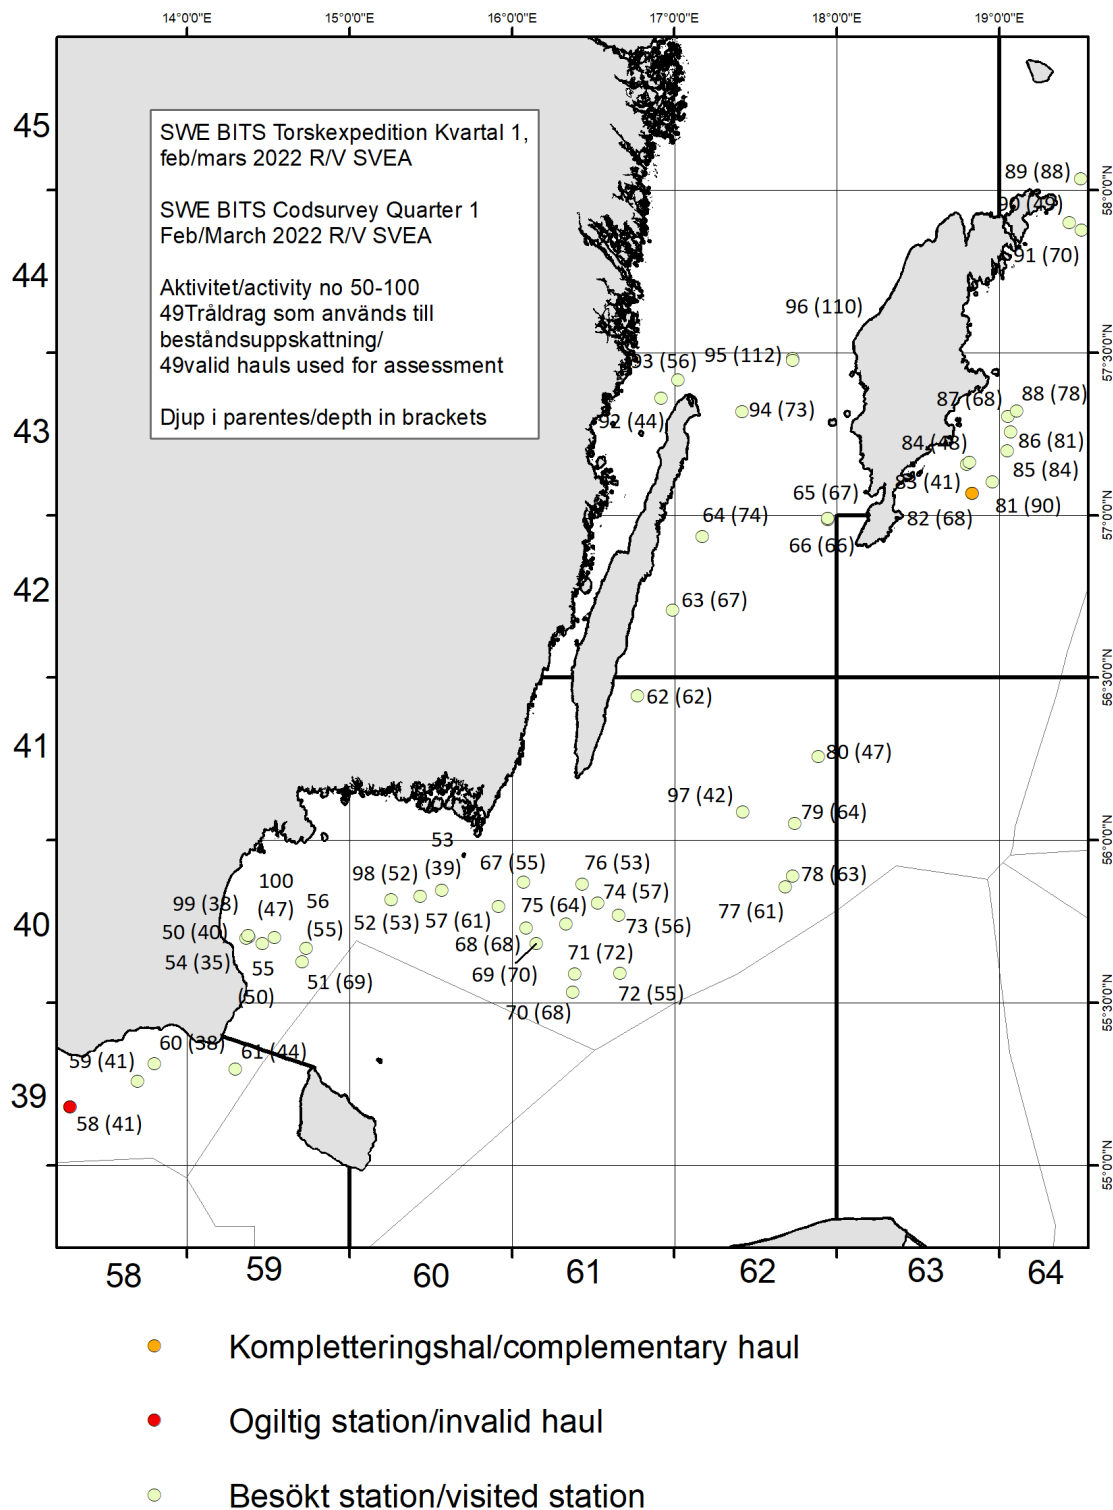 14°0'0"E
15°0'0"E
16°0'0"E
17°0'0"E
18°0'0"E
19°0'0"E
45
44
43
42
41
40
39
SWE BITS Torskexpedition Kvartal 1,
feb/mars 2022 R/V SVEA
SWE BITS Codsurvey Quarter 1
Feb/March 2022 R/V SVEA
Aktivitet/activity no 50-100
49Tråldrag som används till
beståndsuppskattning/
49valid hauls used for assessment
Djup i parentes/depth in brackets
58°0'0"N
57°30'0"N
57°0'0"N
56°30'0"N
56°0'0"N
55°30'0"N
55°0'0"N
89 (88)
90 (49)
91 (70)
96 (110)
95 (112)
93 (56)
92 (44)
94 (73)
87 (68)
88 (78)
84 (48)
86 (81)
83 (41)
85 (84)
65 (67)
81 (90)
82 (68)
64 (74)
66 (66)
63 (67)
62 (62)
80 (47)
97 (42)
79 (64)
53
(39)
67 (55)
76 (53)
98 (52)
78 (63)
100
(47)
74 (57)
77 (61)
99 (38)
56
(55)
75 (64)
52 (53)
57 (61)
73 (56)
50 (40)
68 (68)
54 (35)
55
(50)
51 (69)
69 (70)
71 (72)
72 (55)
70 (68)
59 (41)
60 (38)
61 (44)
58 (41)
58
59
60
61
62
63
64
Kompletteringshal/complementary haul
Ogiltig station/invalid haul
Besökt station/visited station